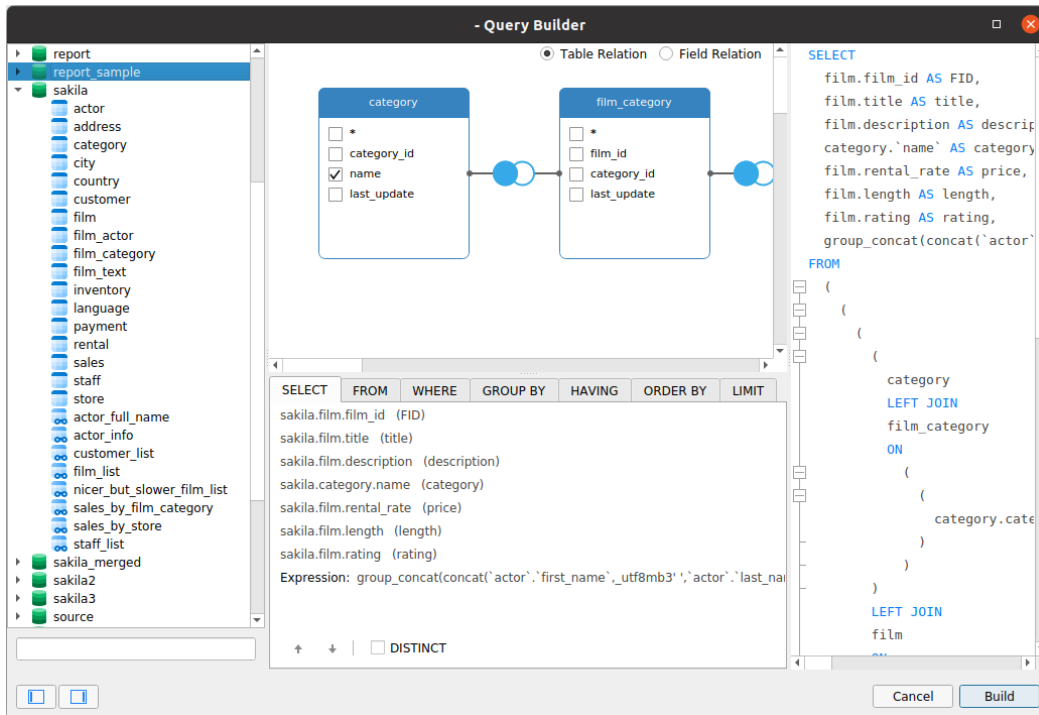 - Query Builder
report
report_sample
sakila
actor
address
category
city
country
customer
film
film_actor
film_category
film_text
inventory
language
payment
rental
sales
staff
store
actor_full_name
actor_info
customer_list
film_list
nicer_but_slower_film_list
sales_by_film_category
sales_by_store
staff_list
sakila_merged
sakila2
sakila3
source
Table Relation Field Relation
category
*
category_id
name
last_update
film_category
*
film_id
category_id
last_update
SELECT FROM WHERE GROUP BY HAVING ORDER BY LIMIT
sakila.film.film_id (FID)
sakila.film.title (title)
sakila.film.description (description)
sakila.category.name (category)
sakila.film.rental_rate (price)
sakila.film.length (length)
sakila.film.rating (rating)
Expression: group_concat(concat(`actor`.`first_name`,_utf8mb3' ',`actor`.`last_nai
DISTINCT
SELECT
film.film_id AS FID,
film.title AS title,
film.description AS descrip
category.`name` AS category
film.rental_rate AS price,
film.length AS length,
film.rating AS rating,
group_concat(concat(`actor`
FROM
(
(
(
(
category
LEFT JOIN
film_category
ON
(
(
category.cate
)
)
)
LEFT JOIN
film
ON
Cancel Build